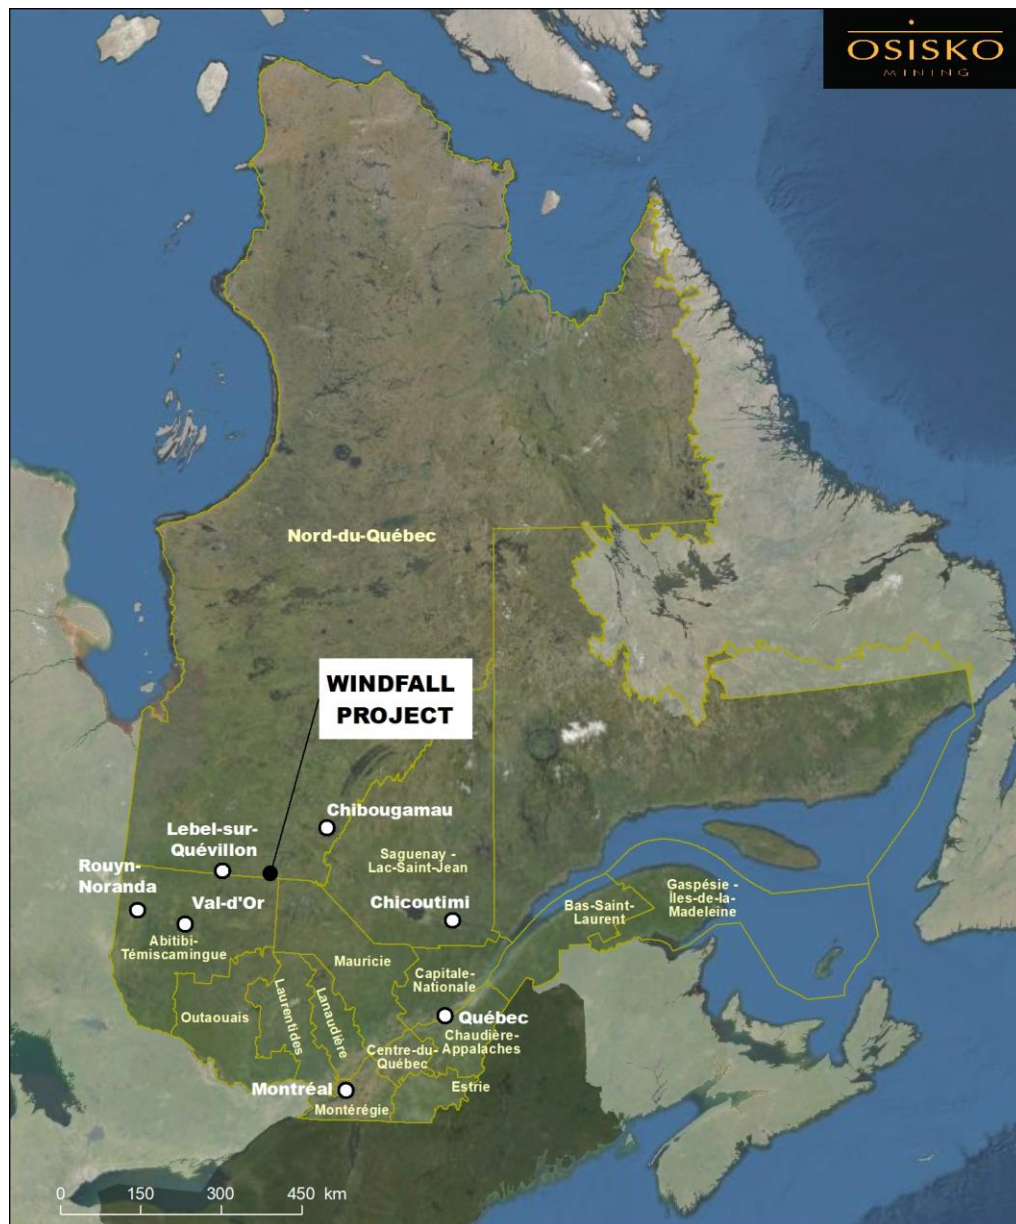 OSISKO
MINING
Nord-du-Québec
WINDFALL
PROJECT
Chibougamau
Lebel-sur-
Quévillon
Saguenay -
Lac-Saint-Jean
Rouyn-
Noranda
Val-d'Or
Chicoutimi
Gaspésie -
Îles-de-la-
Madeleine
Bas-Saint-
Laurent
Abitibi-
Témiscamingue
Mauricie
Capitale-
Nationale
Outaouais
Laurentides
Lanaudière
Québec
Chaudière-
Appalaches
Centre-du-
Québec
Estrie
Montréal
Montérégie
0 150 300 450 km